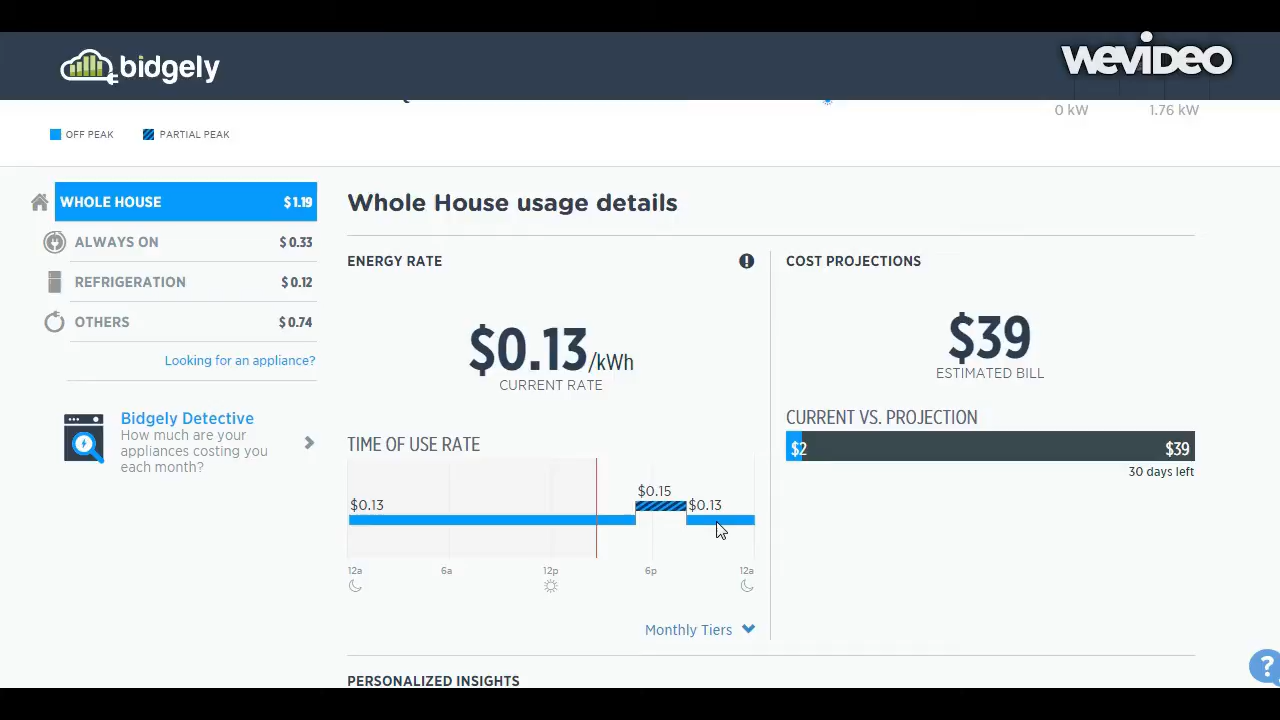 bidgely
WEVIDEO
0 kW
1.76 kW
OFF PEAK
PARTIAL PEAK
WHOLE HOUSE
$1.19
ALWAYS ON
$0.33
REFRIGERATION
$0.12
OTHERS
$0.74
Looking for an appliance?
Bidgely Detective
How much are your
appliances costing you
each month?
Whole House usage details
ENERGY RATE
$0.13/kWh
CURRENT RATE
TIME OF USE RATE
$0.13
$0.15
$0.13
12a
6a
12p
6p
12a
Monthly Tiers
COST PROJECTIONS
$39
ESTIMATED BILL
CURRENT VS. PROJECTION
$2
$39
30 days left
PERSONALIZED INSIGHTS
?